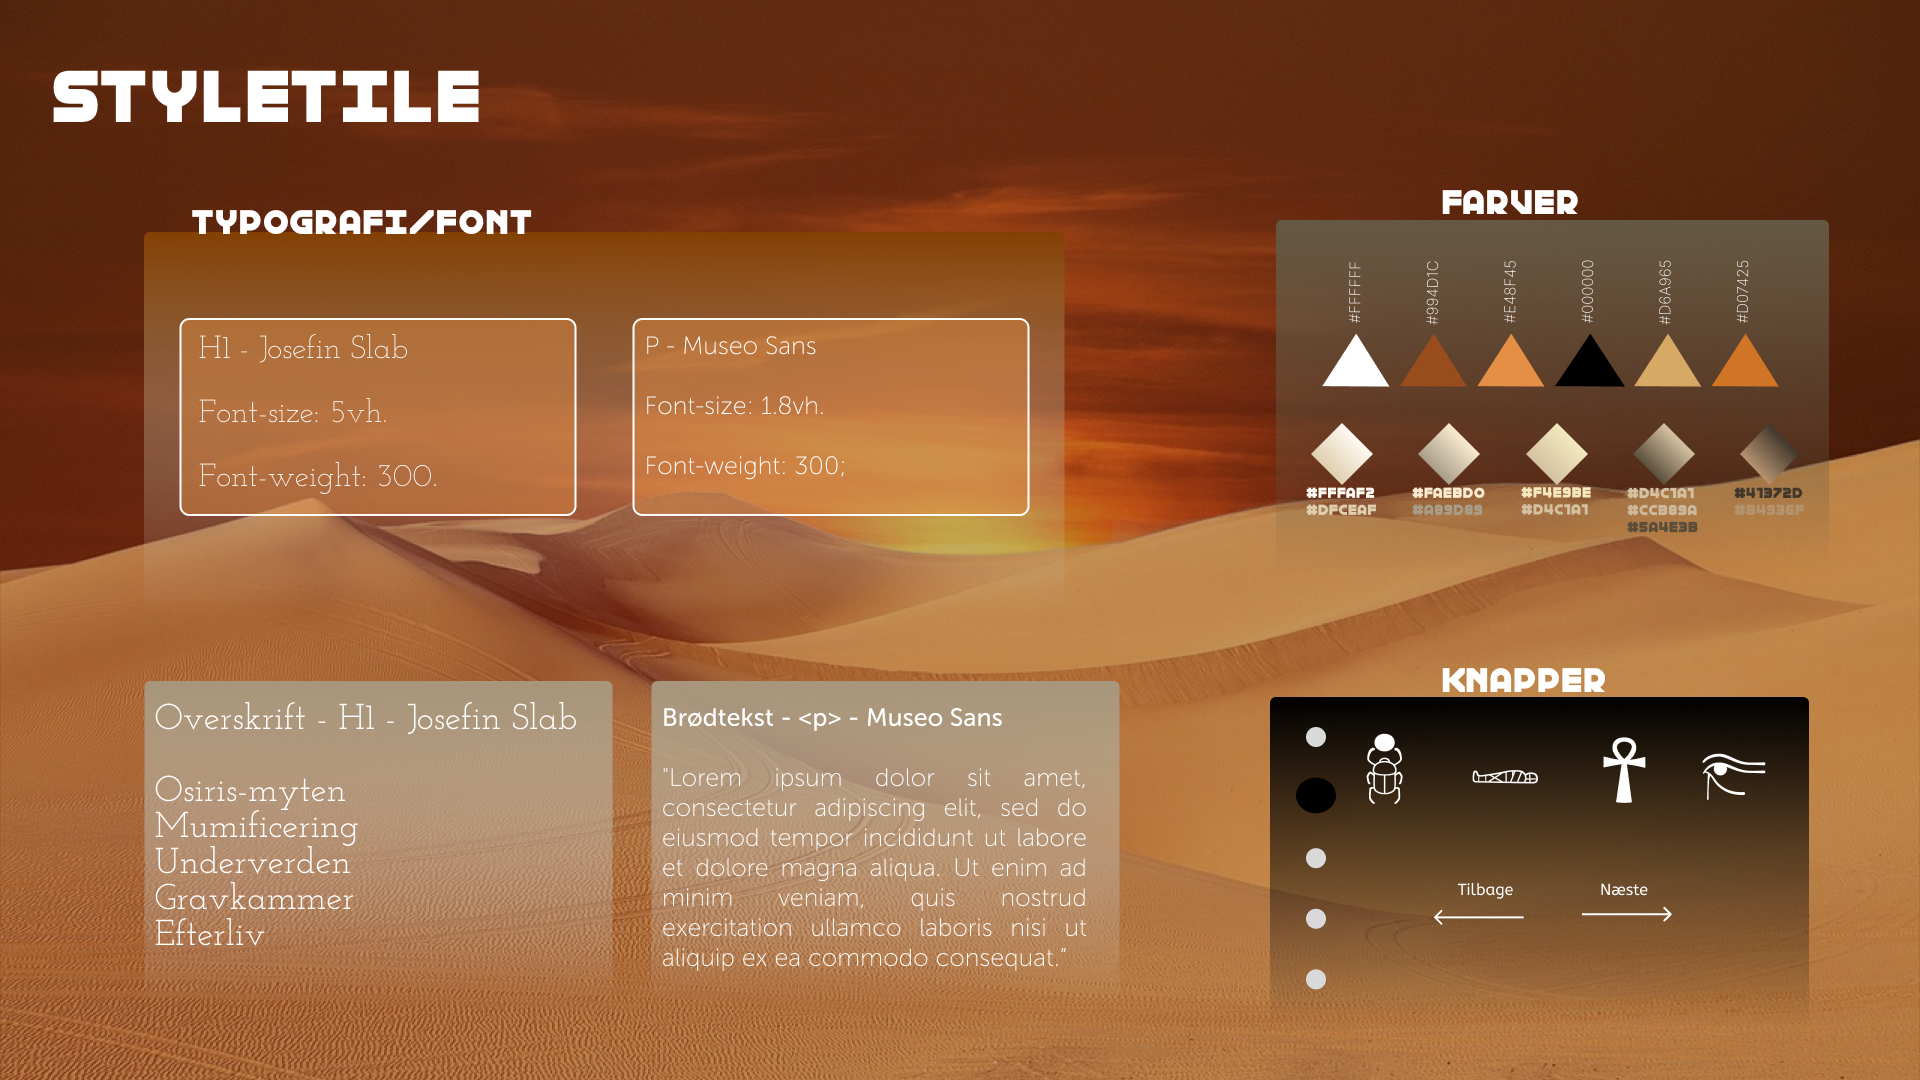 STYLETILE
TYPOGRAFI/FONT
H1 - Josefin Slab
Font-size: 5vh.
Font-weight: 300.
P - Museo Sans
Font-size: 1.8vh.
Font-weight: 300;
FARVER
#FFFFFF
#994D1C
#E48F45
#000000
#D6A965
#D07425
#FFFAF2
#DFCEAF
#FAEBD0
#A89D89
#F4E9BE
#D4C1A1
#D4C1A1
#CCB89A
#5A4E3B
#41372D
#B4936F
Overskrift - H1 - Josefin Slab
Osiris-myten
Mumificering
Underverden
Gravkammer
Efterliv
Brødtekst - <p> - Museo Sans
"Lorem ipsum dolor sit amet,
consectetur adipiscing elit, sed do
eiusmod tempor incididunt ut labore
et dolore magna aliqua. Ut enim ad
minim veniam, quis nostrud
exercitation ullamco laboris nisi ut
aliquip ex ea commodo consequat.”
KNAPPER
Tilbage
Næste